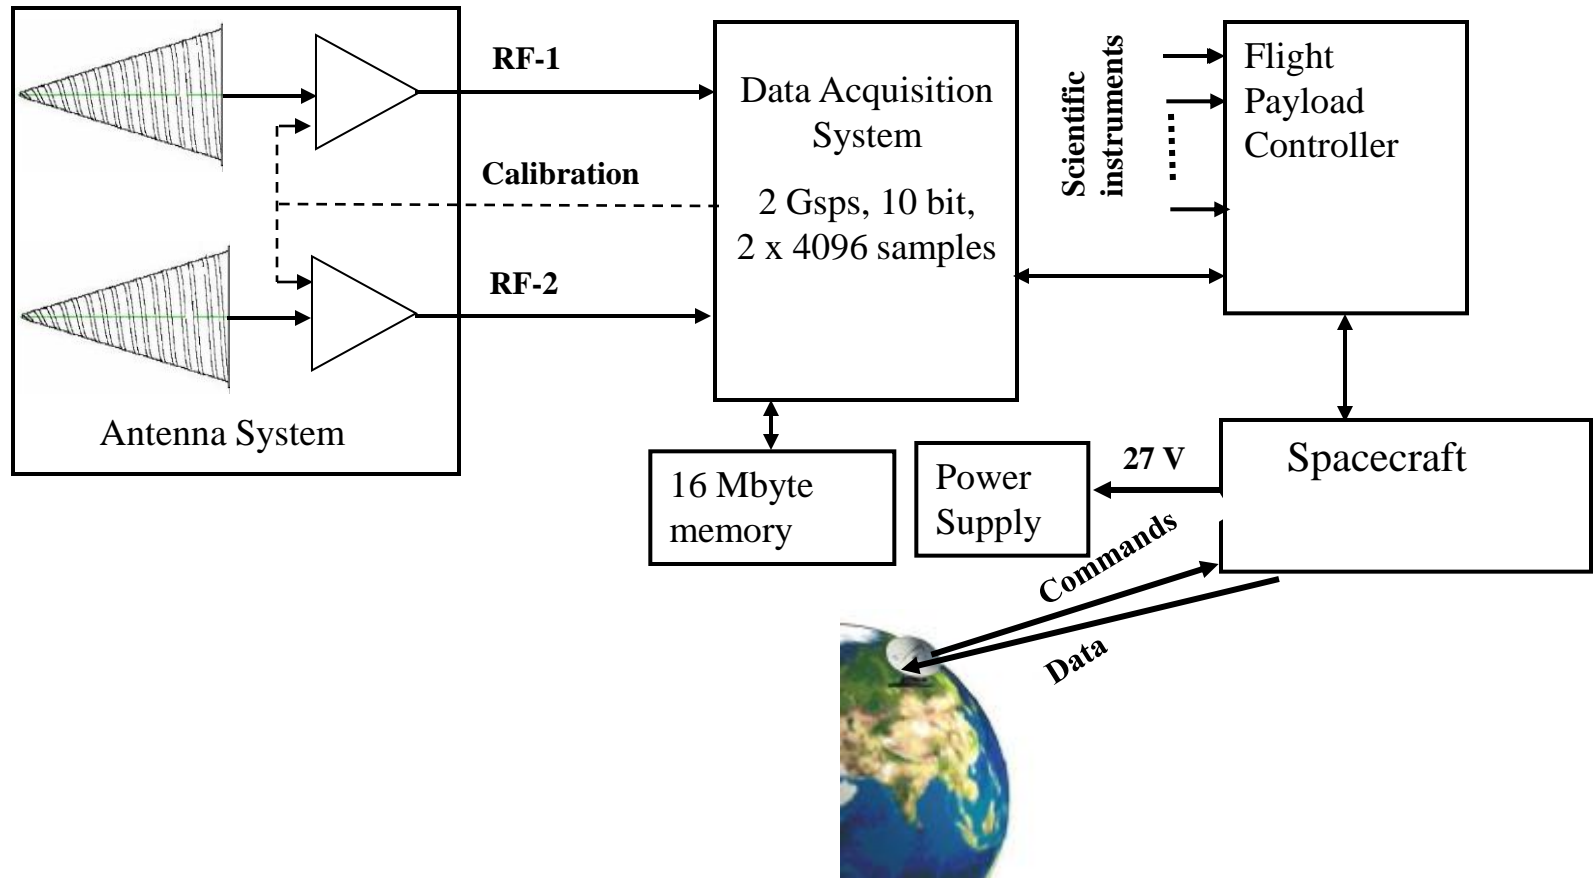 RF-1
Calibration
RF-2
Antenna System
Data Acquisition
System
2 Gsps, 10 bit,
2 x 4096 samples
16 Mbyte
memory
Power
Supply
27 V
Scientific
instruments
Flight
Payload
Controller
Spacecraft
Commands
Data